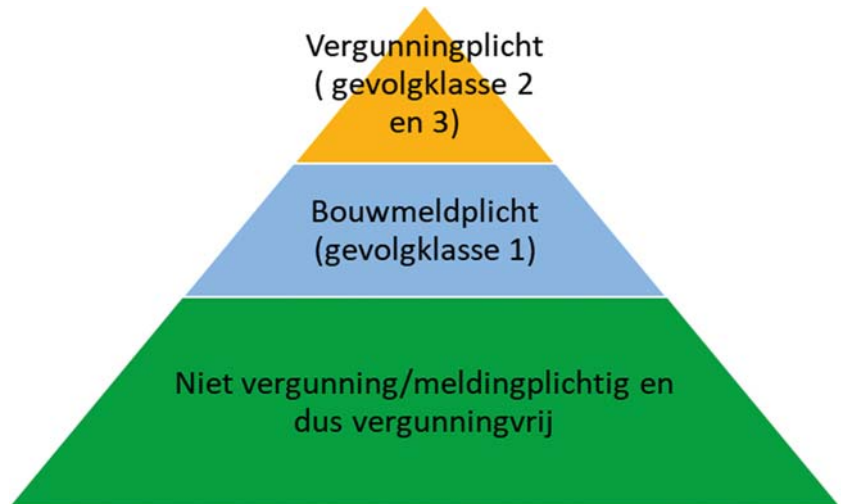 Vergunningplicht
( gevolgklasse 2
en 3)
Bouwmeldplicht
(gevolgklasse 1)
Niet vergunning/meldingplichtig en
dus vergunningvrij